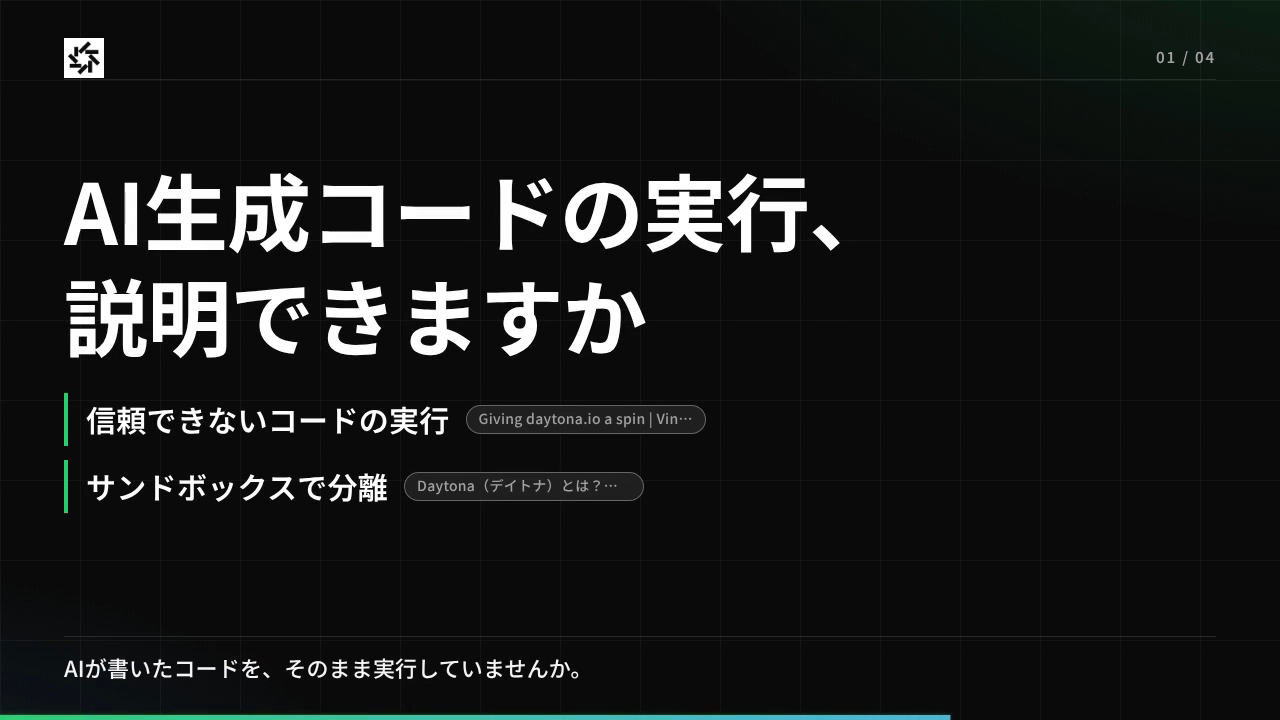 01 / 04
AI生成コードの実行、
説明できますか
信頼できないコードの実行
Giving daytona.io a spin | Vin…
サンドボックスで分離
Daytona（デイトナ）とは？…
AIが書いたコードを、そのまま実行していませんか。